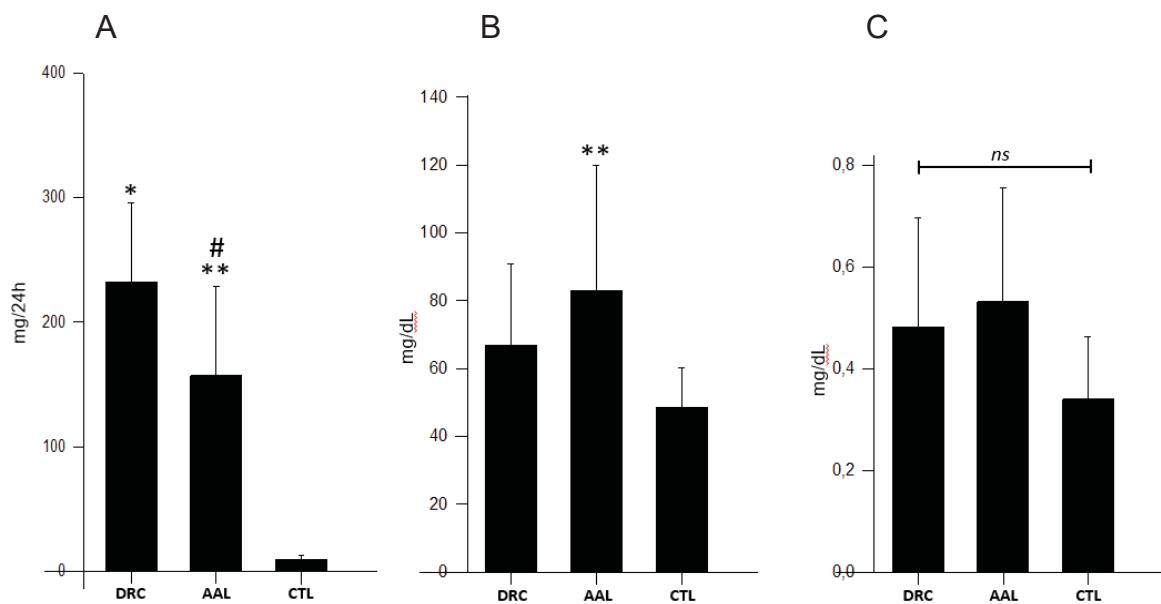 A
mg/24h
400
300
200
100
0
*
#
**
DRC AAL CTL
B
mg/dL
140
120
100
80
60
40
20
0
**
DRC AAL CTL
C
mg/dL
0,8
0,6
0,4
0,2
0,0
ns
DRC AAL CTL